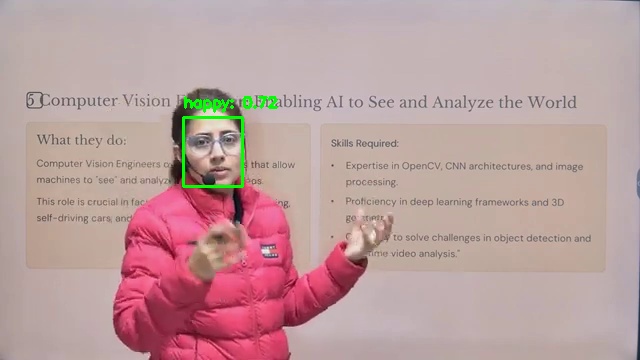 happy: 0.72
5 Computer Vision Enabling AI to See and Analyze the World
What they do:
Computer Vision Engineers that allow
machines to "see" and analyze
This role is crucial in
self-driving cars, and
Skills Required:
• Expertise in OpenCV, CNN architectures, and image
processing.
• Proficiency in deep learning frameworks and 3D
• to solve challenges in object detection and
video analysis."